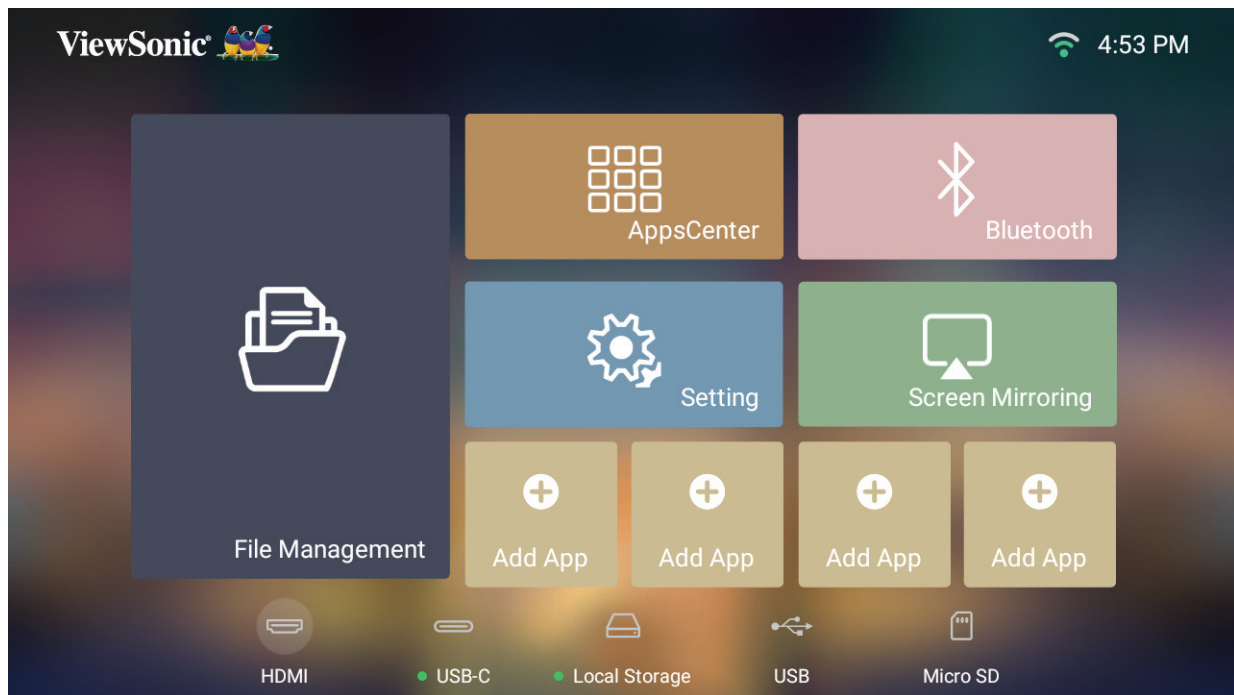 ViewSonic®
4:53 PM
AppsCenter
Bluetooth
Setting
Screen Mirroring
File Management
Add App
Add App
Add App
Add App
HDMI
USB-C
Local Storage
USB
Micro SD